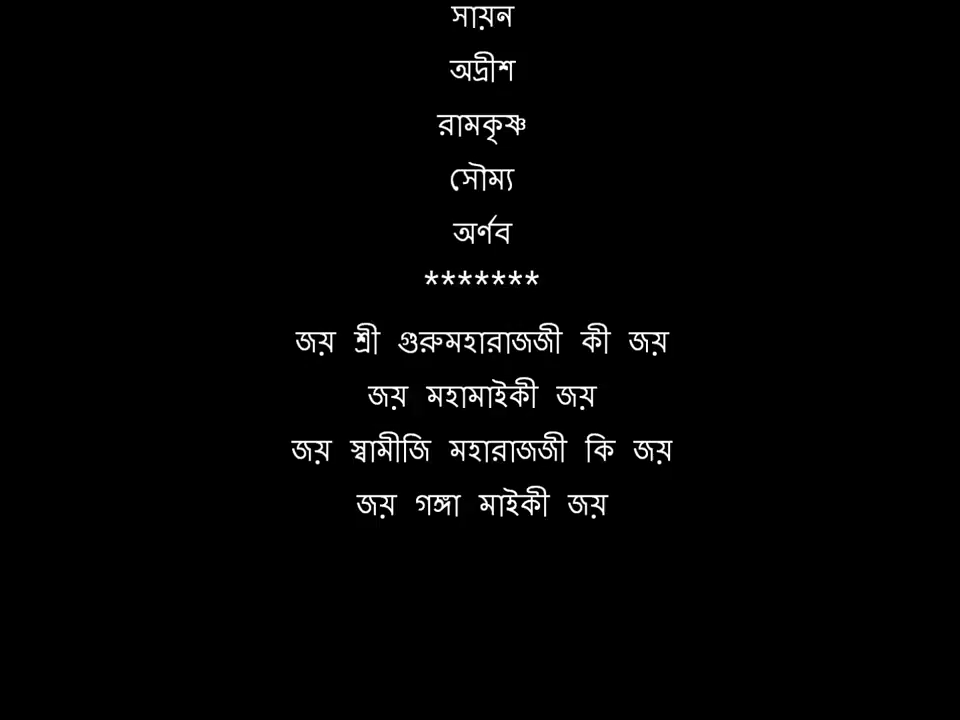 সায়ন
অদ্রীশ
রামকৃষ্ণ
সৌম্য
অর্ণব
*******
জয় শ্রী গুরুমহারাজজী কী জয়
জয় মহামাইকী জয়
জয় স্বামীজি মহারাজজী কি জয়
জয় গঙ্গা মাইকী জয়